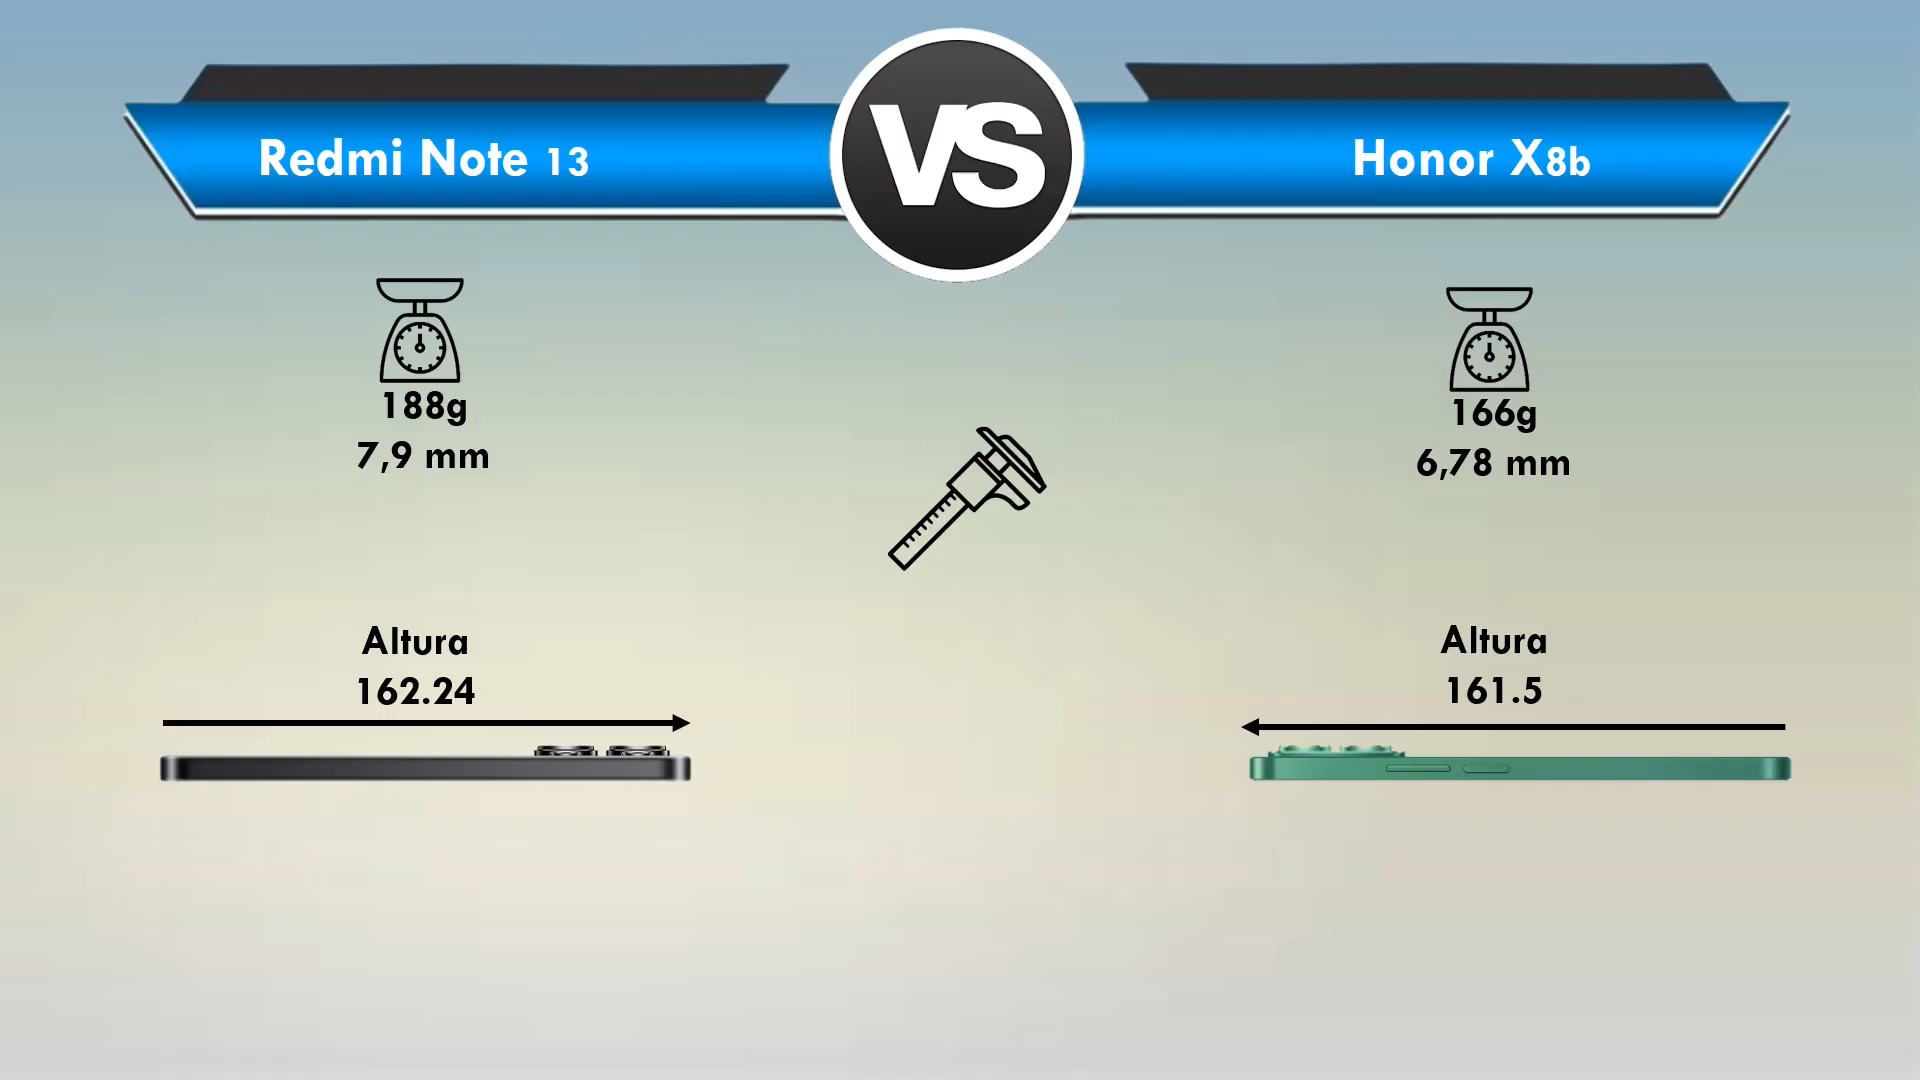 Redmi Note 13
VS
Honor X8b
188g
7,9 mm
166g
6,78 mm
Altura
162.24
Altura
161.5